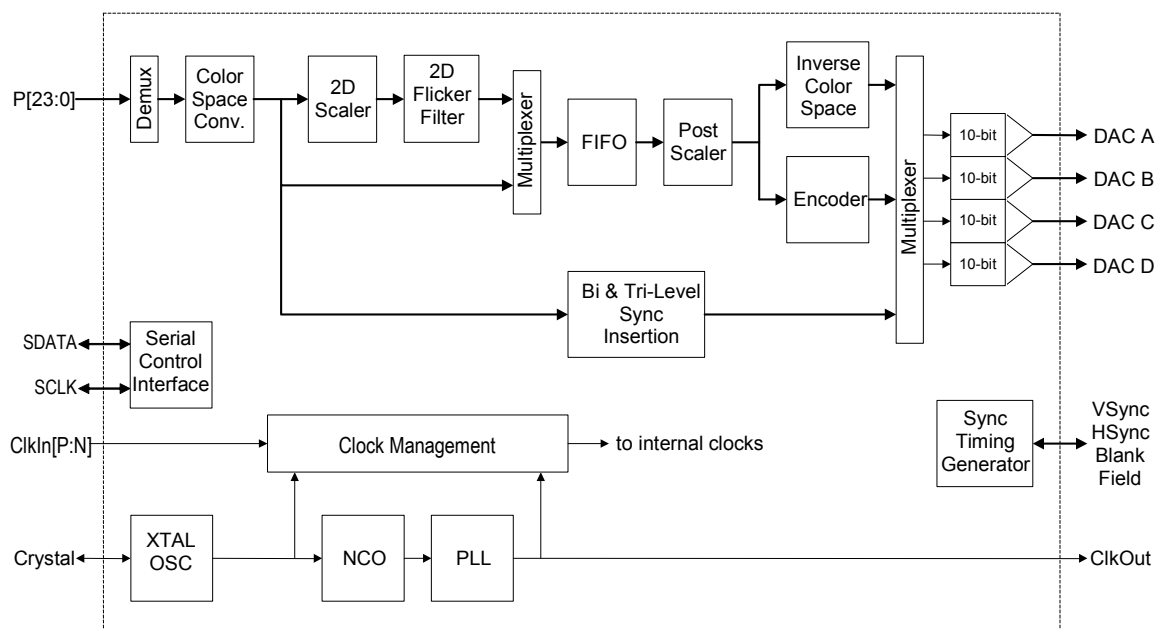 P[23:0]
Demux
Color
Space
Conv.
2D
Scaler
2D
Flicker
Filter
Multiplexer
FIFO
Post
Scaler
Inverse
Color
Space
Encoder
Bi & Tri-Level
Sync
Insertion
Multiplexer
10-bit
DAC A
10-bit
DAC B
10-bit
DAC C
10-bit
DAC D
SDATA
SCLK
Serial
Control
Interface
ClkIn[P:N]
Clock Management
to internal clocks
Sync
Timing
Generator
VSync
HSync
Blank
Field
Crystal
XTAL
OSC
NCO
PLL
ClkOut